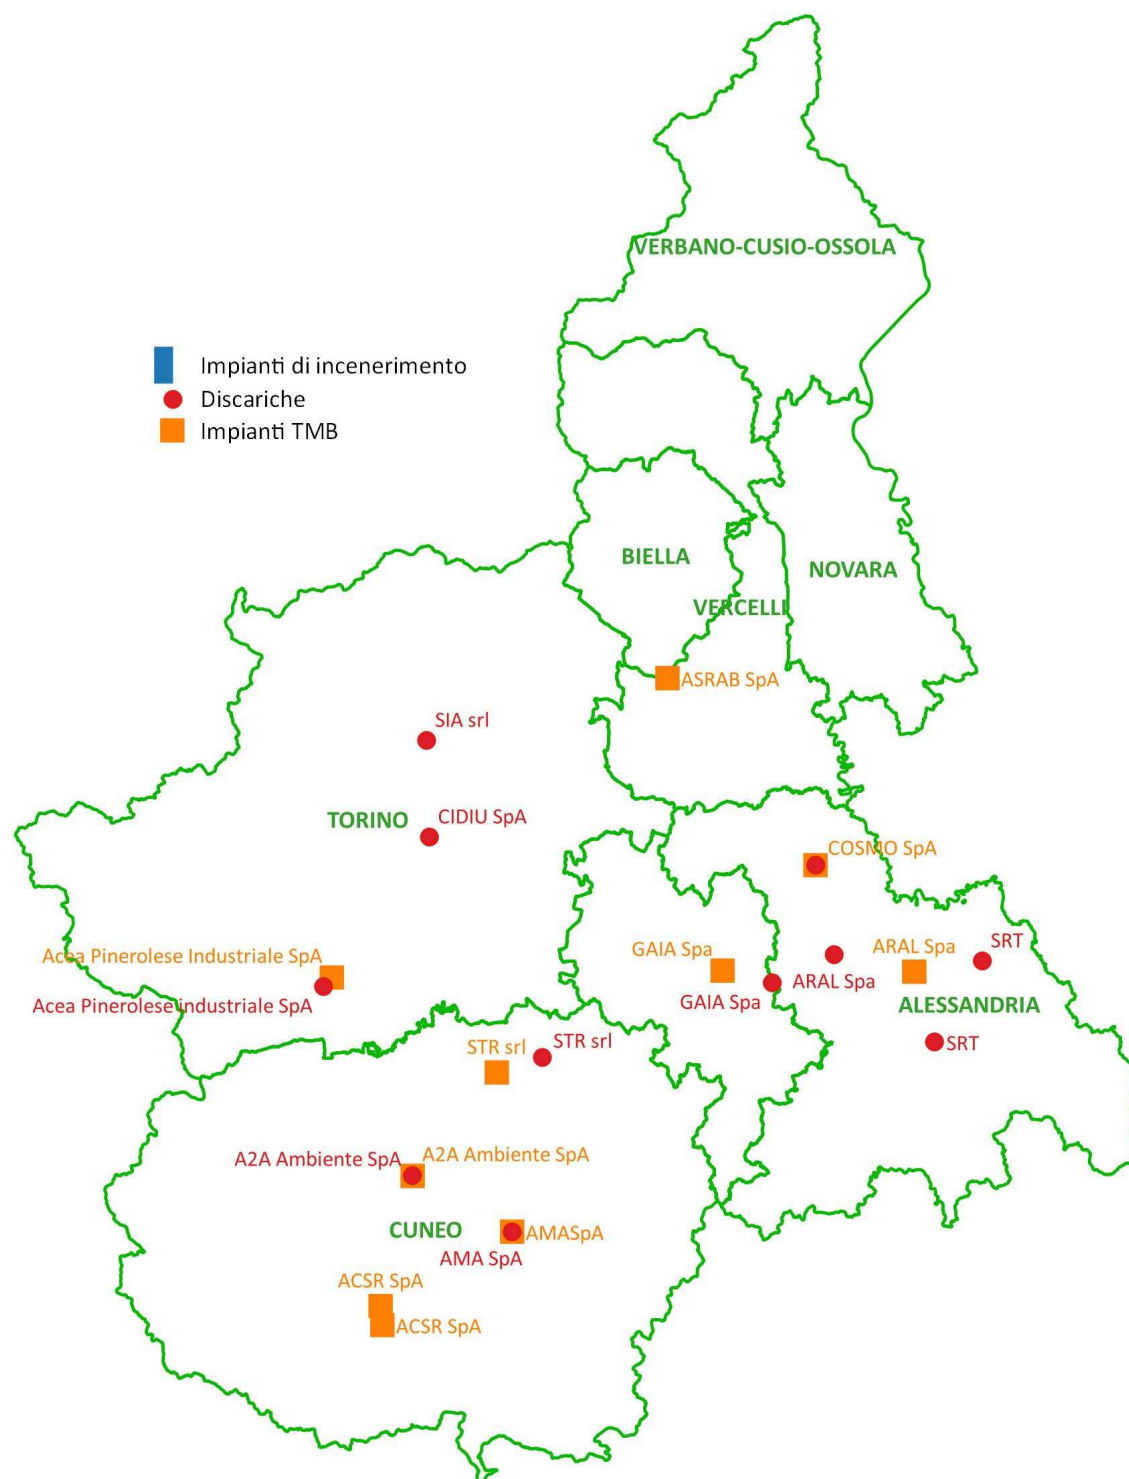 VERBANO-CUSIO-OSSOLA
Impianti di incenerimento
Discariche
Impianti TMB
BIELLA
NOVARA
VERCELLI
ASRAB SpA
SIA srl
TORINO
CIDIU SpA
COSMO SpA
Acea Pinerolese Industriale SpA
GAIA Spa
ARAL Spa
SRT
Acea Pinerolese industriale SpA
GAIA Spa
ARAL Spa
ALESSANDRIA
STR srl
STR srl
SRT
A2A Ambiente SpA
A2A Ambiente SpA
CUNEO
AMASpA
AMA SpA
ACSR SpA
ACSR SpA